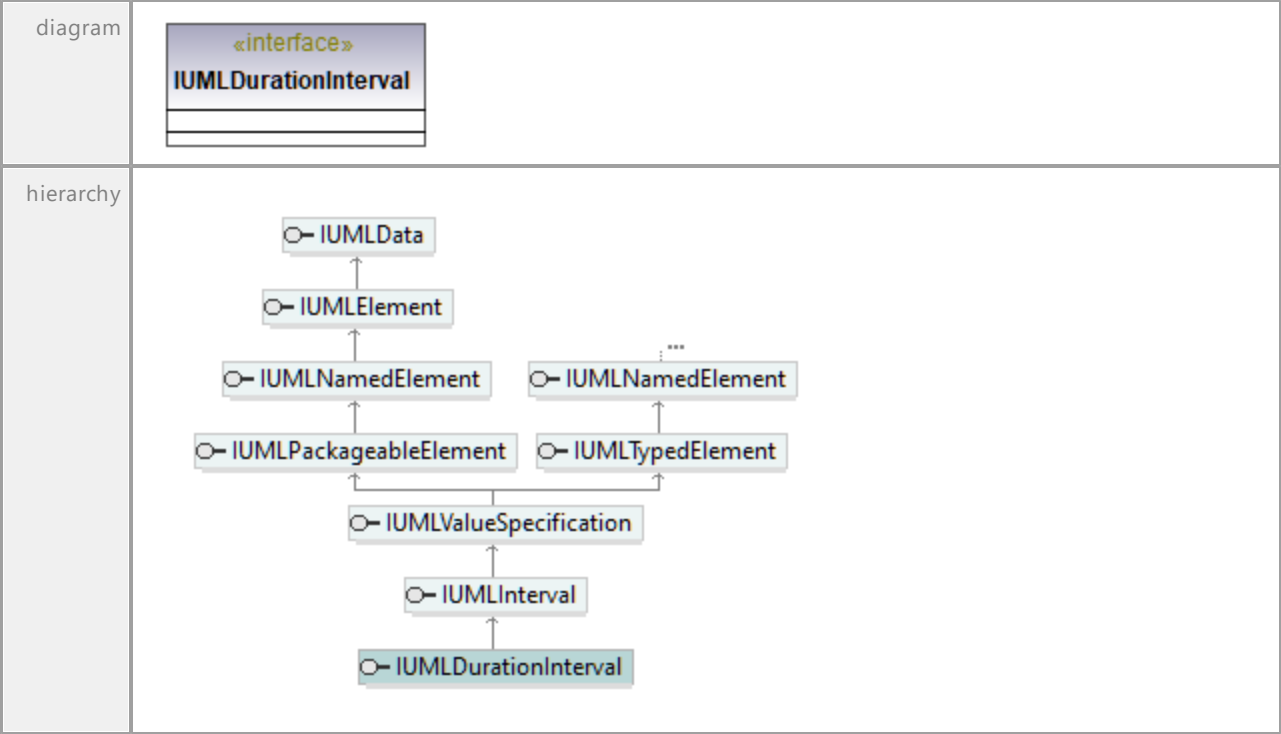 diagram
«interface»
IUMLDurationInterval
hierarchy
IUMLData
IUMLElement
...
IUMLNamedElement IUMLNamedElement
IUMLPackageableElement IUMLTypedElement
IUMLValueSpecification
IUMLInterval
IUMLDurationInterval